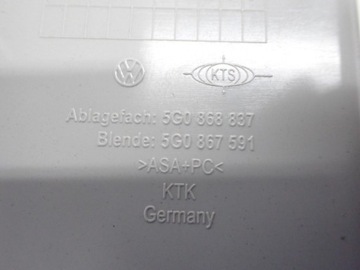 KTS
Ablagefach: 5G0 868 837
Blende: 5G0 867 591
>ASA+PC<
KTK
Germany